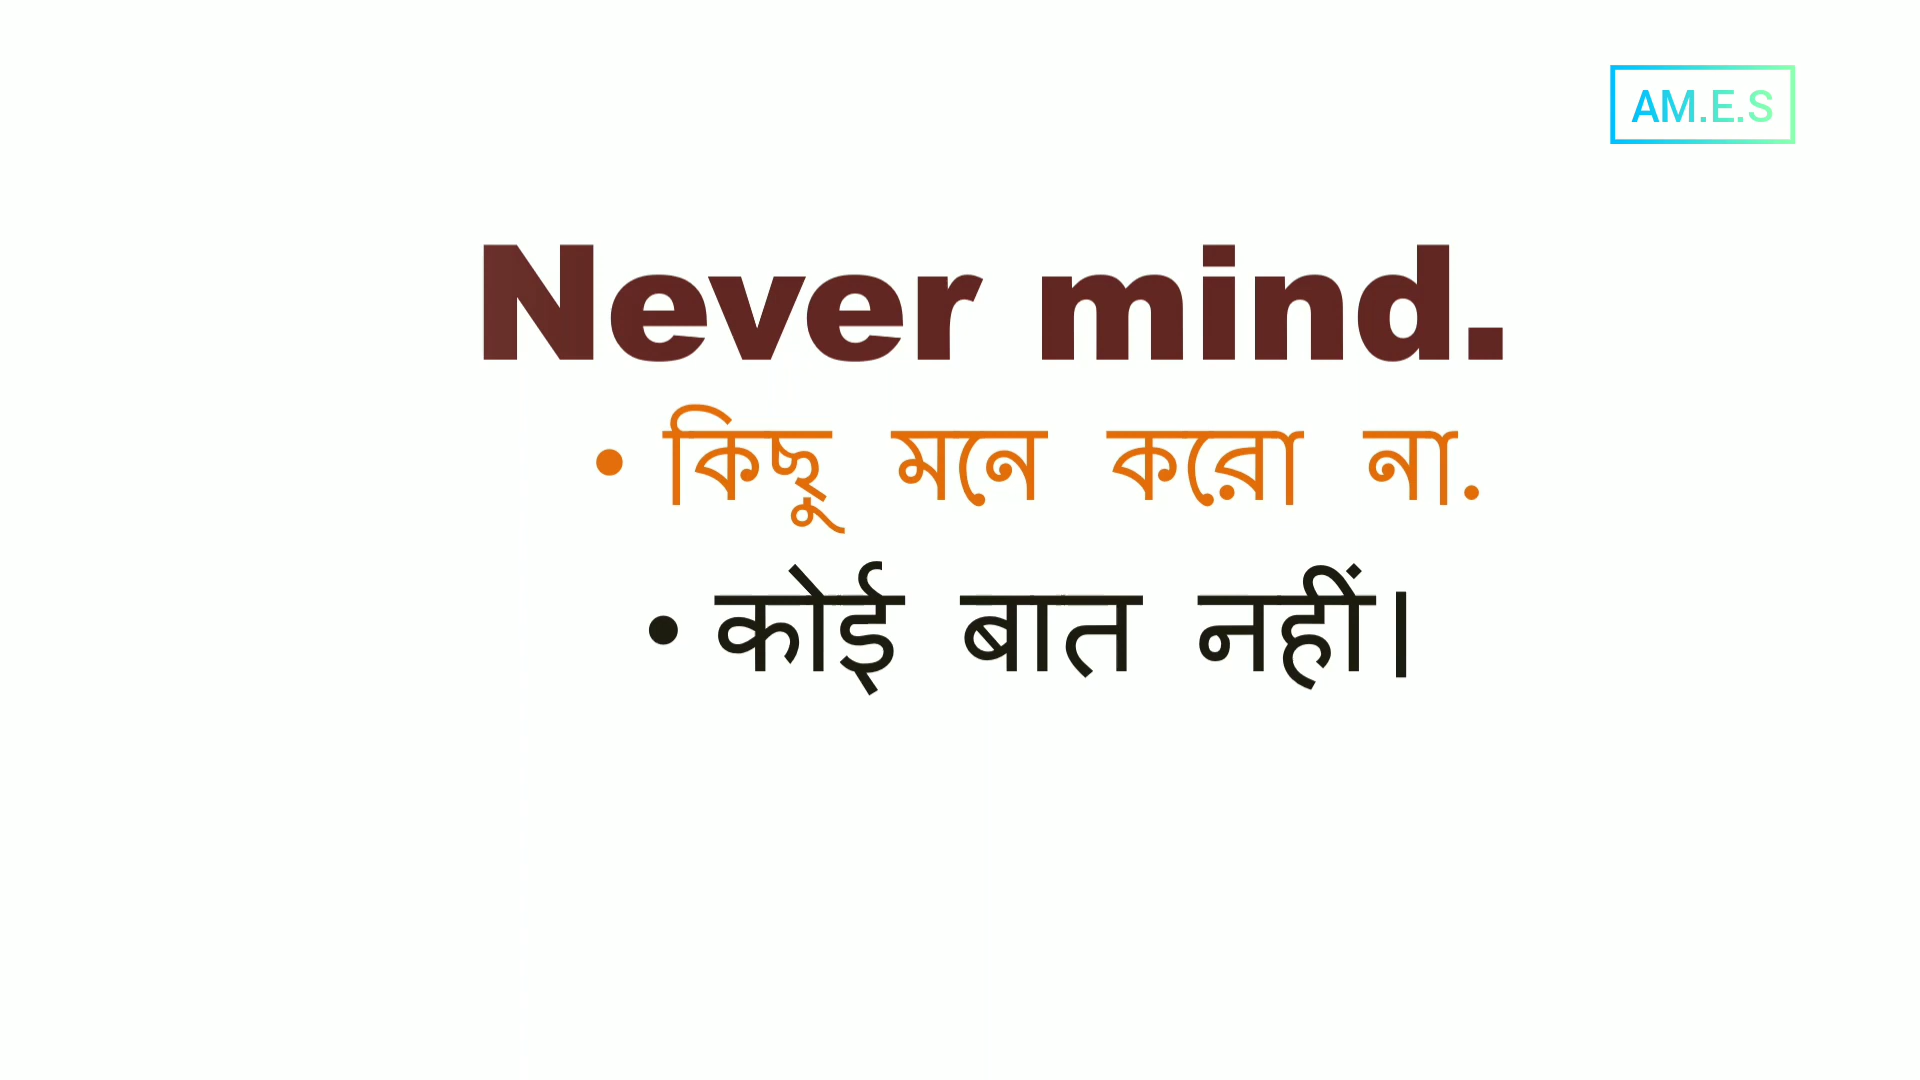 AM.E.S
Never mind.
• কিছু মনে করো না.
• कोई बात नहीं।